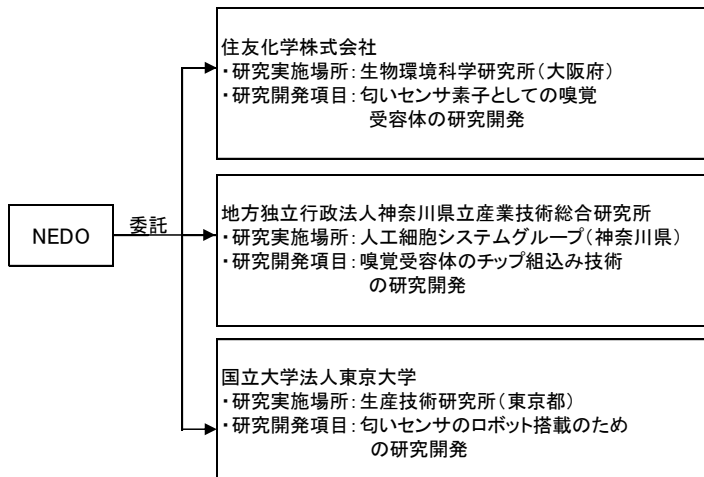 住友化学株式会社
・研究実施場所：生物環境科学研究所（大阪府）
・研究開発項目：匂いセンサ素子としての嗅覚
受容体の研究開発
NEDO
委託
地方独立行政法人神奈川県立産業技術総合研究所
・研究実施場所：人工細胞システムグループ（神奈川県）
・研究開発項目：嗅覚受容体のチップ組込み技術
の研究開発
国立大学法人東京大学
・研究実施場所：生産技術研究所（東京都）
・研究開発項目：匂いセンサのロボット搭載のため
の研究開発